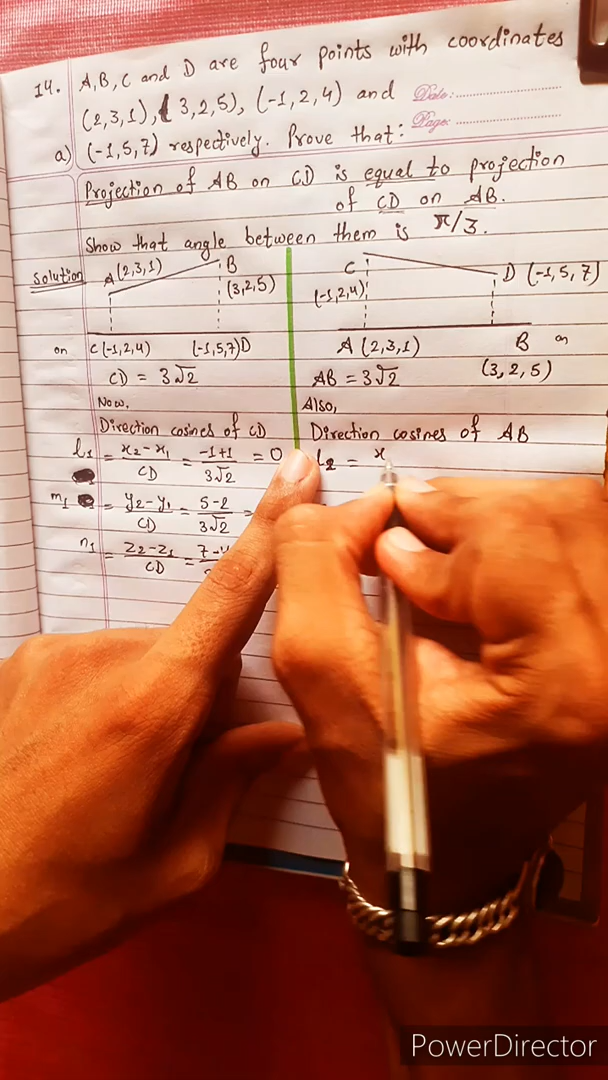 14. A, B, C and D are four points with coordinates
(2,3,1), (3,2,5), (-1,2,4) and Date:
a) (-1,5,7) respectively. Prove that: Page:
Projection of AB on CD is equal to projection
of CD on AB.
Show that angle between them is π/3.
Solution
A (2,3,1) B (3,2,5)
on C(-1,2,4) (-1,5,7)D
CD = 3√2
Now,
Direction cosines of CD
l₁ = x₂-x₁/CD = -1+1/3√2 = 0
m₁ = y₂-y₁/CD = 5-2/3√2 =
n₁ = z₂-z₁/CD = 7-4
C (-1,2,4) D (-1,5,7)
A (2,3,1) B (3,2,5) on
AB = 3√2
Also,
Direction cosines of AB
l₂ = x
PowerDirector